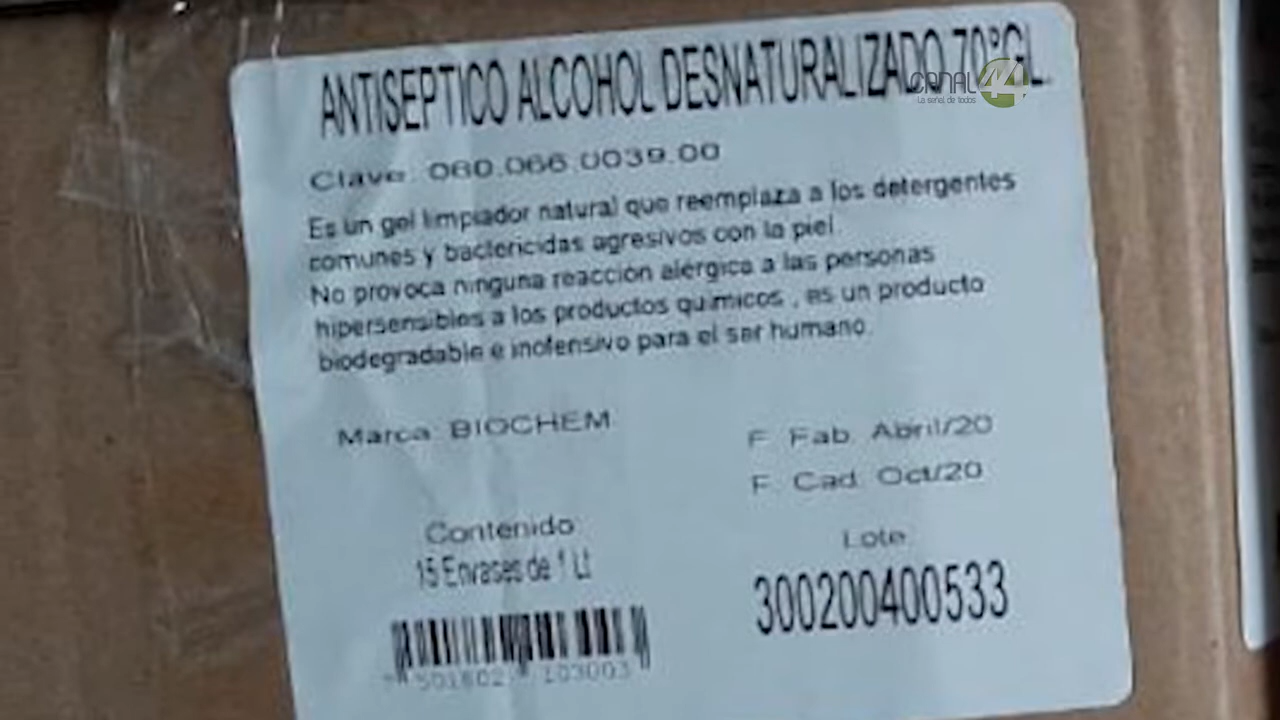 ANTISEPTICO ALCOHOL DESNATURALIZADO 70°GL.
CANAL 44
La señal de todos
Clave: 060.066.0039.00
Es un gel limpiador natural que reemplaza a los detergentes
comunes y bactericidas agresivos con la piel.
No provoca ninguna reacción alérgica a las personas
hipersensibles a los productos químicos , es un producto
biodegradable e inofensivo para el ser humano.
Marca: BIOCHEM
F. Fab. Abril/20
F. Cad. Oct/20
Contenido:
15 Envases de 1 Lt
Lote:
300200400533
501802 103003